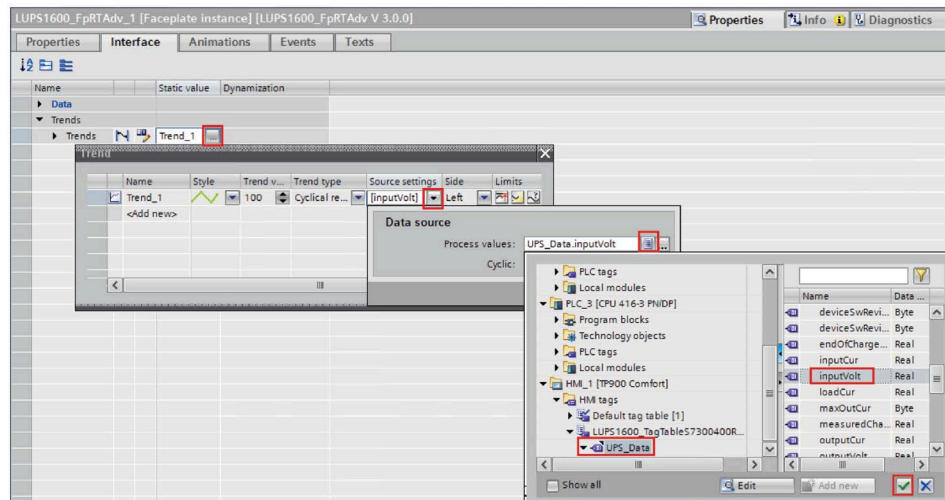 LUPS1600_FpRTAdv_1 [Faceplate instance] [LUPS1600_FpRTAdv V 3.0.0]
Properties Info Diagnostics
Properties Interface Animations Events Texts
Name Static value Dynamization
Data
Trends
Trends Trend_1 ...
Trend
Name Style Trend v... Trend type Source settings Side Limits
Trend_1 100 Cyclical re... [inputVolt] Left
<Add new>
Data source
Process values: UPS_Data.inputVolt
Cyclic:
PLC tags
Local modules
PLC_3 [CPU 416-3 PN/DP]
Program blocks
Technology objects
PLC tags
Local modules
HMI_1 [TP900 Comfort]
HMI tags
Default tag table [1]
LUPS1600_TagTableS7300400R...
UPS_Data
Name Data ...
deviceSwRevi... Byte
deviceSwRevi... Byte
endOfCharge... Real
inputCur Real
inputVolt Real
loadCur Real
maxOutCur Byte
measuredCha... Real
outputCur Real
outputVolt Real
Show all Edit Add new